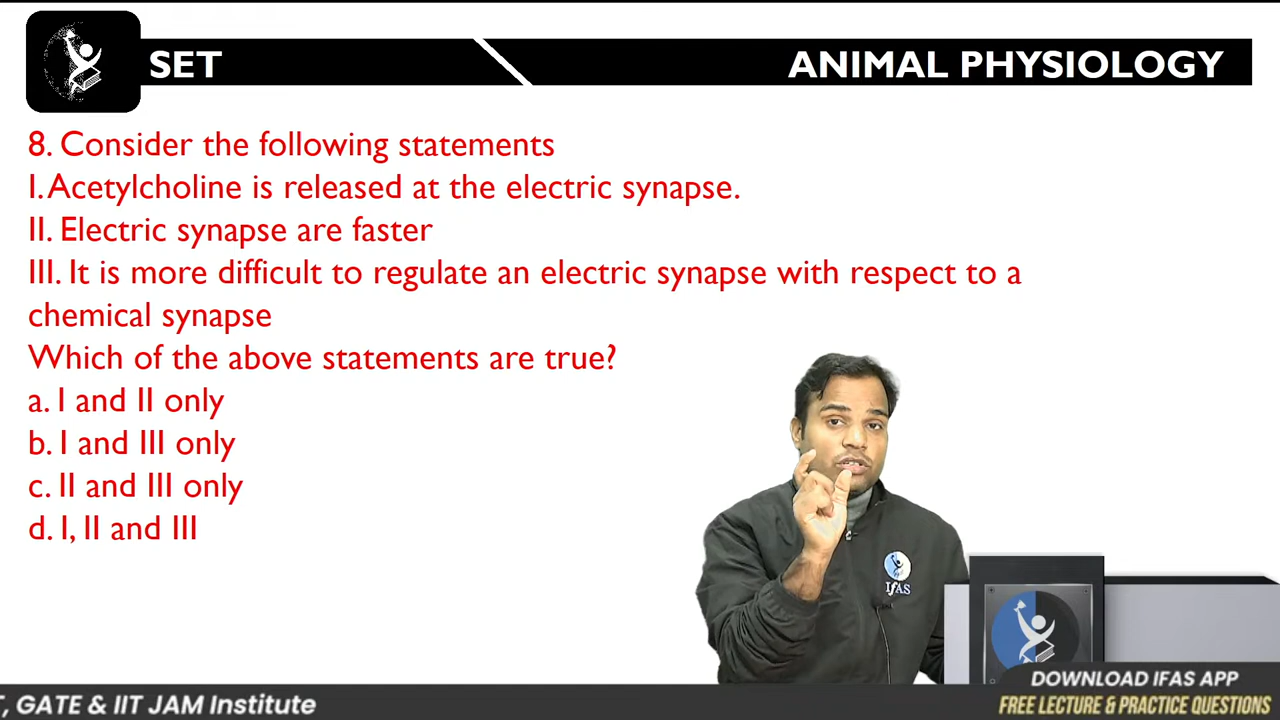 SET
ANIMAL PHYSIOLOGY
8. Consider the following statements
I. Acetylcholine is released at the electric synapse.
II. Electric synapse are faster
III. It is more difficult to regulate an electric synapse with respect to a
chemical synapse
Which of the above statements are true?
a. I and II only
b. I and III only
c. II and III only
d. I, II and III
IfAS
DOWNLOAD IFAS APP
T, GATE & IIT JAM Institute
FREE LECTURE & PRACTICE QUESTIONS